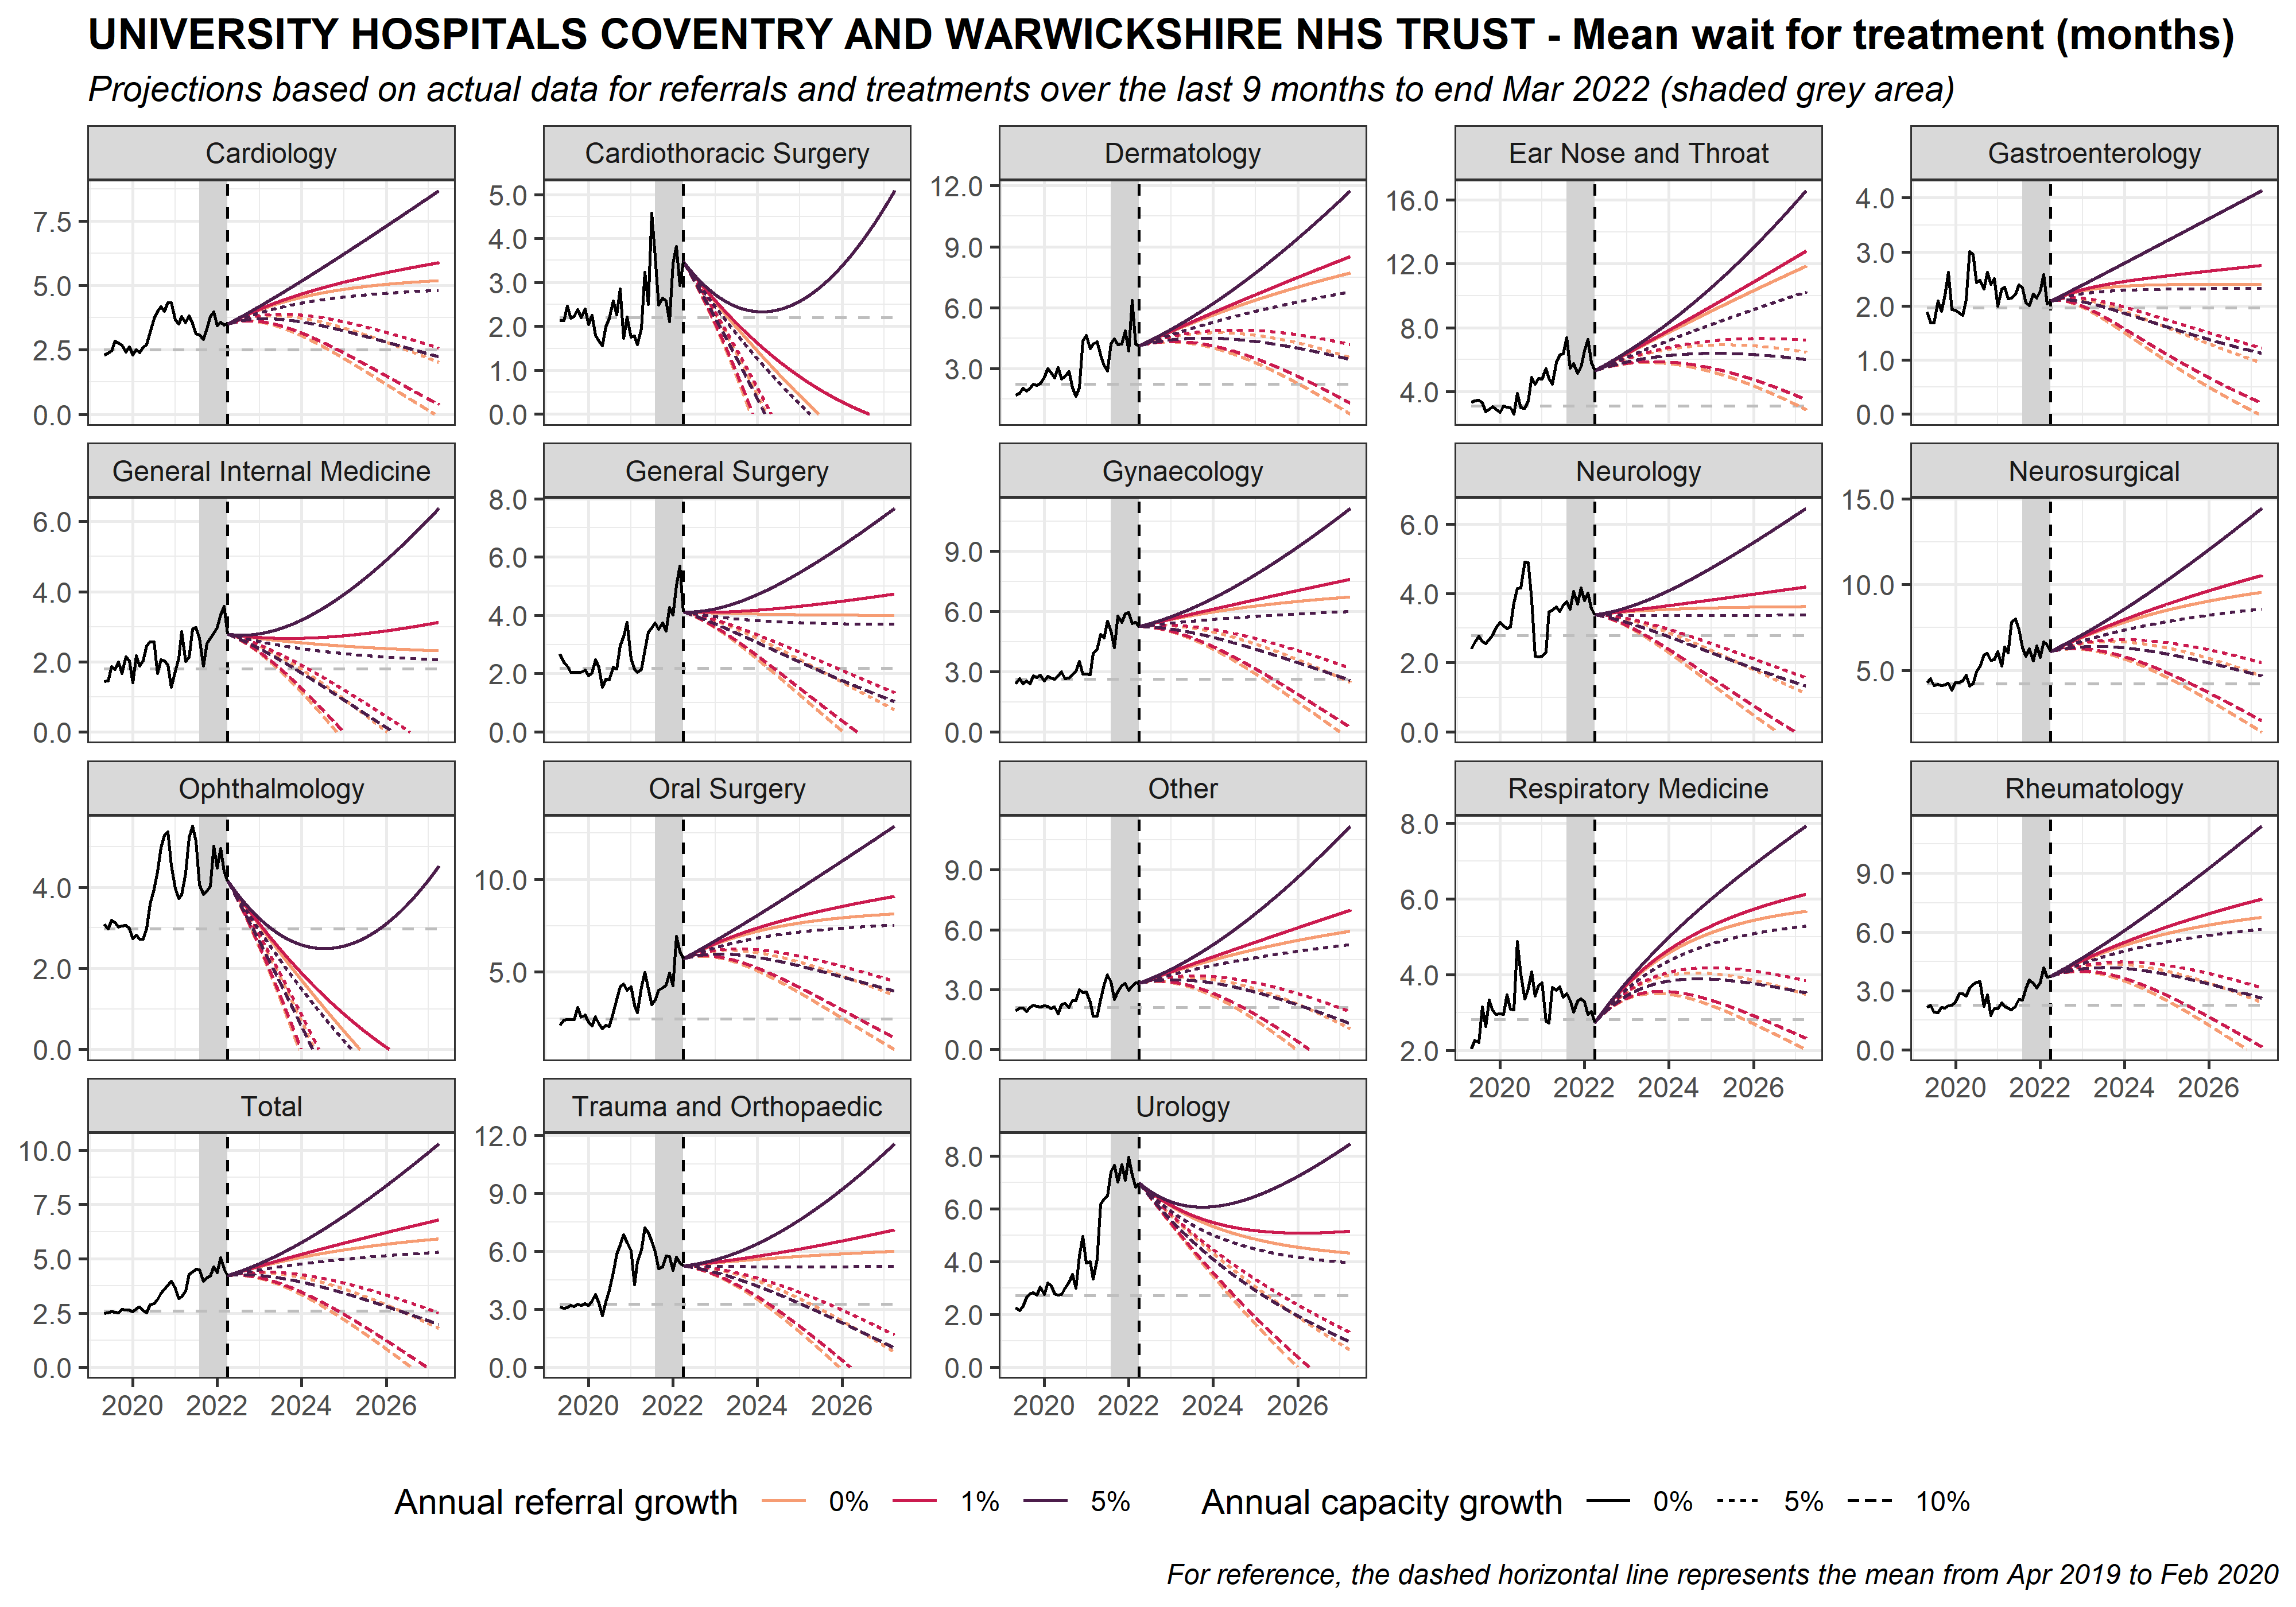 UNIVERSITY HOSPITALS COVENTRY AND WARWICKSHIRE NHS TRUST - Mean wait for treatment (months)
Projections based on actual data for referrals and treatments over the last 9 months to end Mar 2022 (shaded grey area)
Cardiology
7.5
5.0
2.5
0.0
Cardiothoracic Surgery
5.0
4.0
3.0
2.0
1.0
0.0
Dermatology
12.0
9.0
6.0
3.0
Ear Nose and Throat
16.0
12.0
8.0
4.0
Gastroenterology
4.0
3.0
2.0
1.0
0.0
General Internal Medicine
6.0
4.0
2.0
0.0
General Surgery
8.0
6.0
4.0
2.0
0.0
Gynaecology
9.0
6.0
3.0
0.0
Neurology
6.0
4.0
2.0
0.0
Neurosurgical
15.0
10.0
5.0
Ophthalmology
4.0
2.0
0.0
Oral Surgery
10.0
5.0
Other
9.0
6.0
3.0
0.0
Respiratory Medicine
8.0
6.0
4.0
2.0
2020 2022 2024 2026
Rheumatology
9.0
6.0
3.0
0.0
2020 2022 2024 2026
Total
10.0
7.5
5.0
2.5
0.0
2020 2022 2024 2026
Trauma and Orthopaedic
12.0
9.0
6.0
3.0
0.0
2020 2022 2024 2026
Urology
8.0
6.0
4.0
2.0
0.0
2020 2022 2024 2026
Annual referral growth 0% 1% 5% Annual capacity growth 0% 5% 10%
For reference, the dashed horizontal line represents the mean from Apr 2019 to Feb 2020